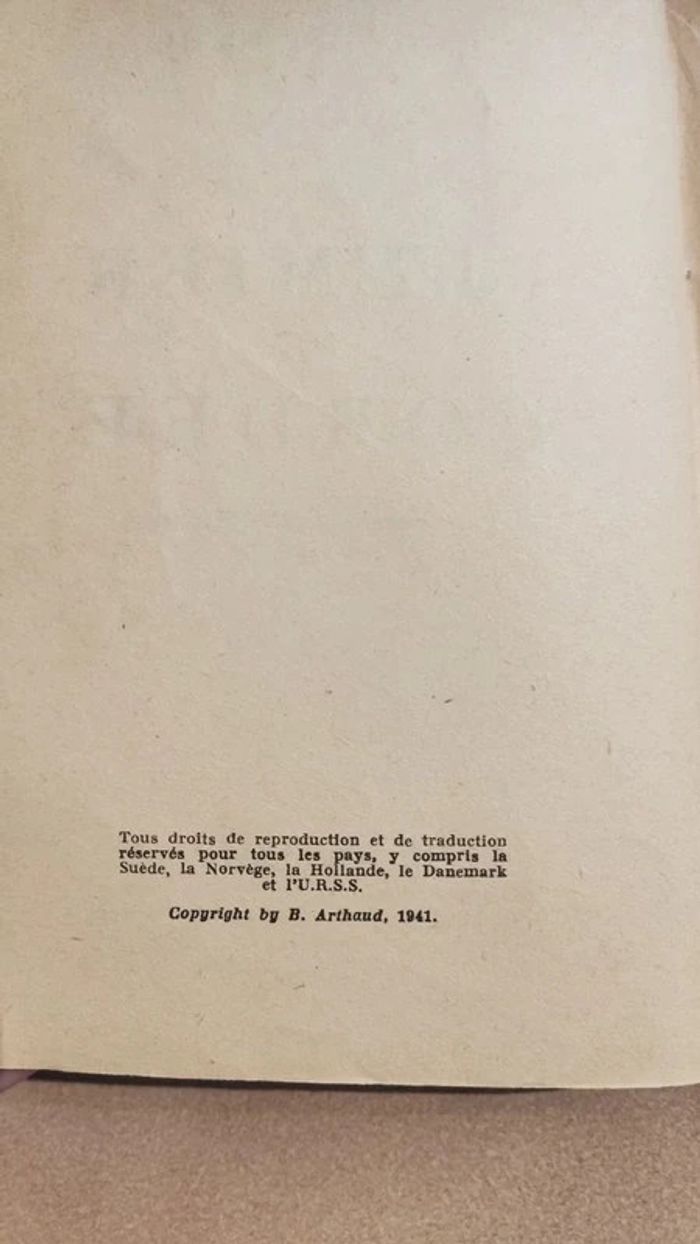 Tous droits de reproduction et de traduction
réservés pour tous les pays, y compris la
Suède, la Norvège, la Hollande, le Danemark
et l'U.R.S.S.
Copyright by B. Arthaud, 1941.